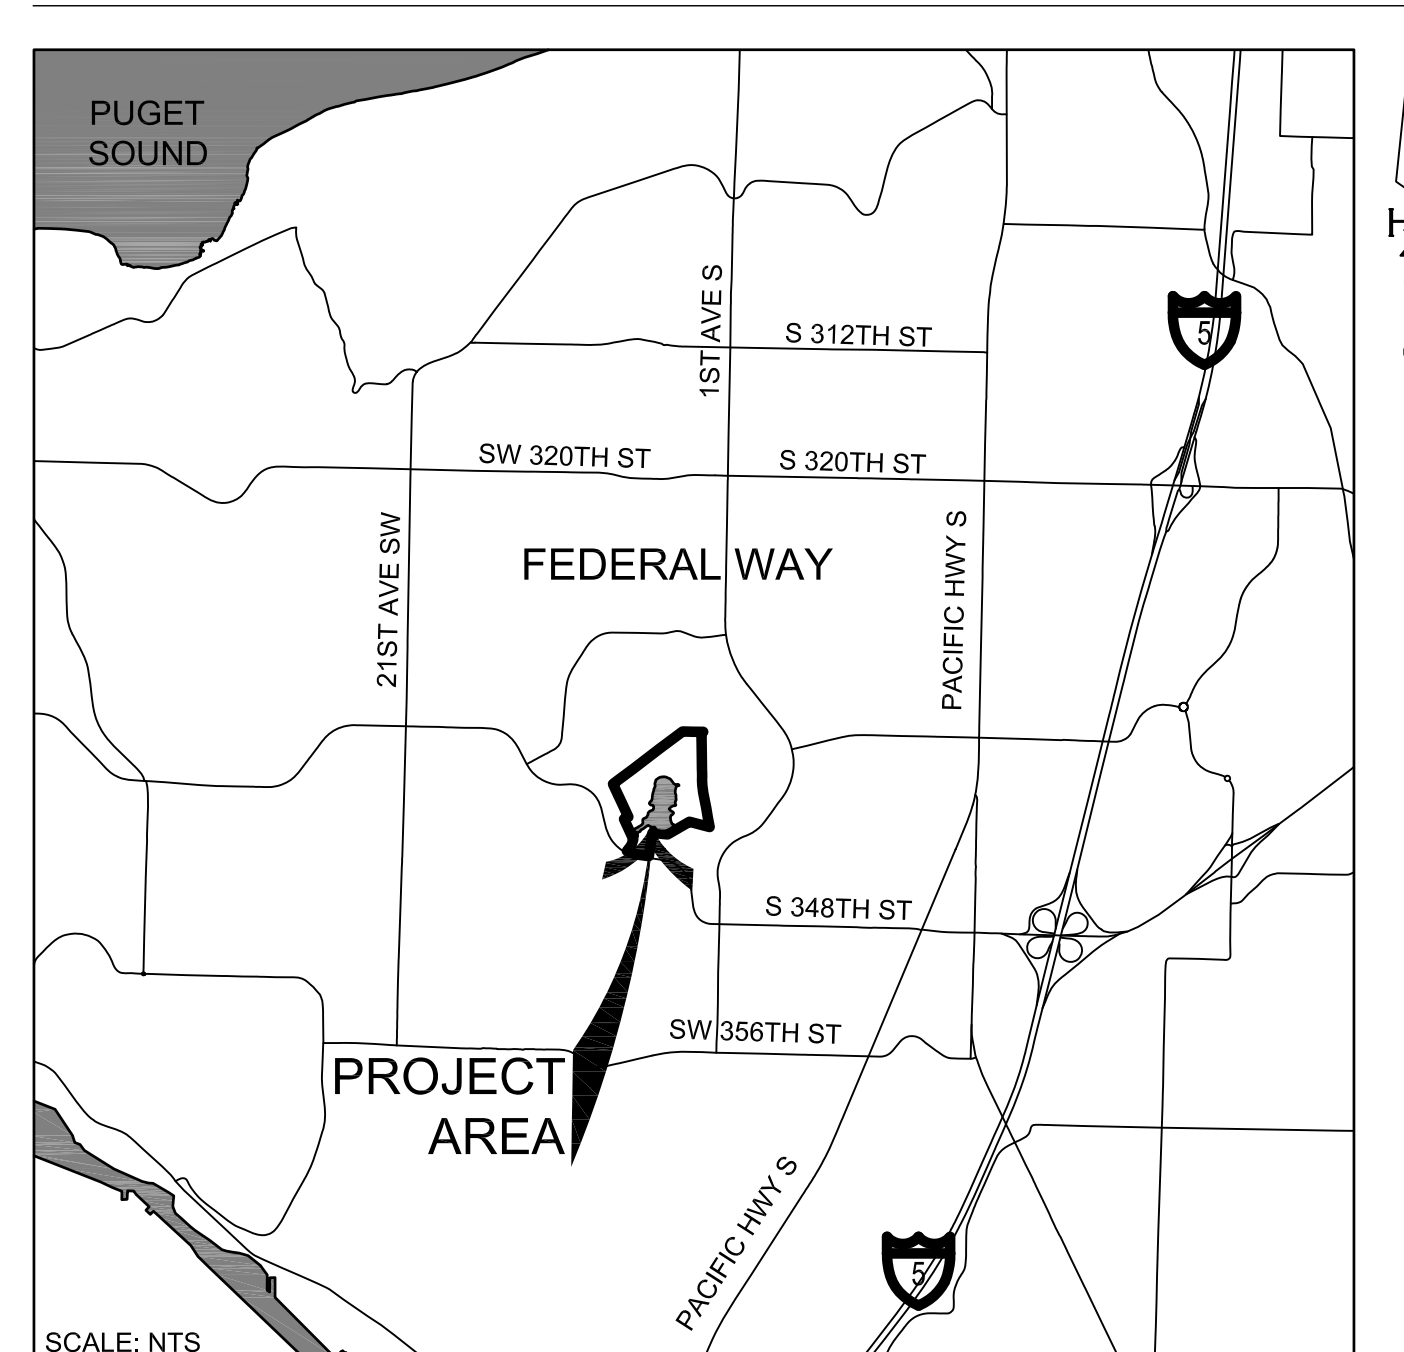 PUGET
SOUND
1ST AVE S
S 312TH ST
5
SW 320TH ST
S 320TH ST
21ST AVE SW
FEDERAL WAY
PACIFIC HWY S
S 348TH ST
SW 356TH ST
PROJECT
AREA
PACIFIC HWY S
5
SCALE: NTS